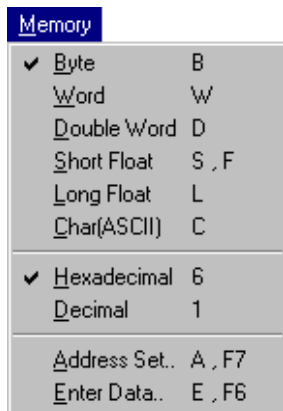 Memory
Byte B
Word W
Double Word D
Short Float S , F
Long Float L
Char(ASCII) C
Hexadecimal 6
Decimal 1
Address Set.. A , F7
Enter Data.. E , F6